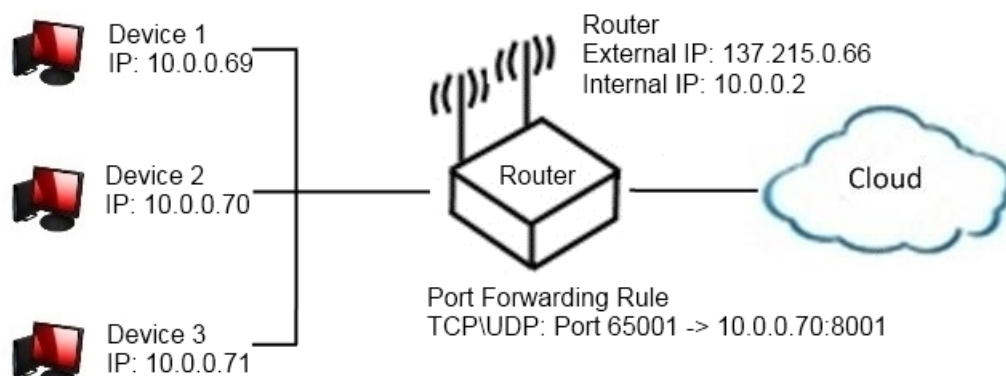 Device 1
IP: 10.0.0.69
Device 2
IP: 10.0.0.70
Device 3
IP: 10.0.0.71
Router
External IP: 137.215.0.66
Internal IP: 10.0.0.2
Router
Cloud
Port Forwarding Rule
TCP\UDP: Port 65001 -> 10.0.0.70:8001